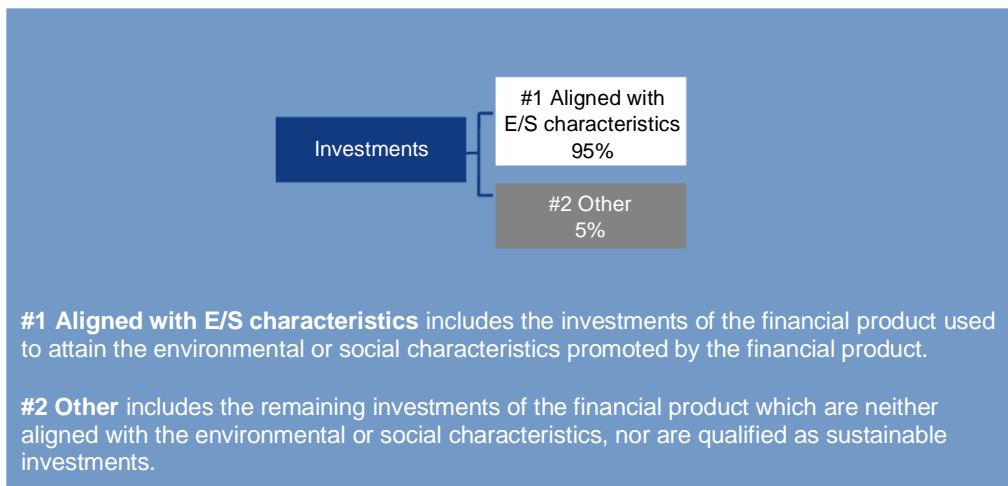 #1 Aligned with
E/S characteristics
95%
Investments
#2 Other
5%
#1 Aligned with E/S characteristics includes the investments of the financial product used
to attain the environmental or social characteristics promoted by the financial product.
#2 Other includes the remaining investments of the financial product which are neither
aligned with the environmental or social characteristics, nor are qualified as sustainable
investments.